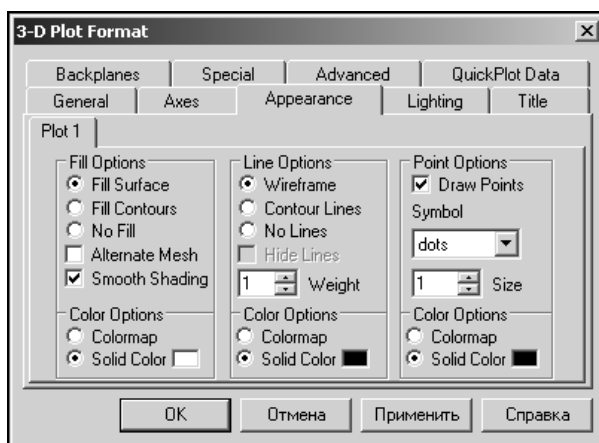 3-D Plot Format
Backplanes Special Advanced QuickPlot Data
General Axes Appearance Lighting Title
Plot 1
Fill Options
Fill Surface
Fill Contours
No Fill
Alternate Mesh
Smooth Shading
Color Options
Colormap
Solid Color
Line Options
Wireframe
Contour Lines
No Lines
Hide Lines
1 Weight
Color Options
Colormap
Solid Color
Point Options
Draw Points
Symbol
dots
1 Size
Color Options
Colormap
Solid Color
OK Отмена Применить Справка